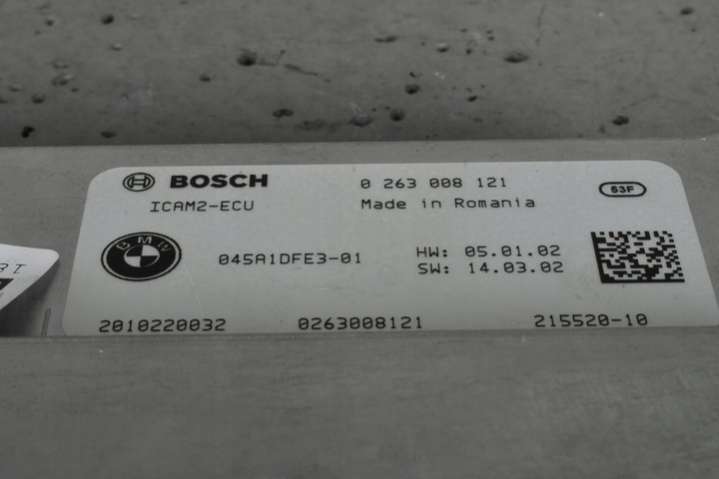 BOSCH 0 263 008 121 53F
ICAM2-ECU Made in Romania
BMW 045A1DFE3-01 HW: 05.01.02
SW: 14.03.02
2010220032 0263008121 215520-10